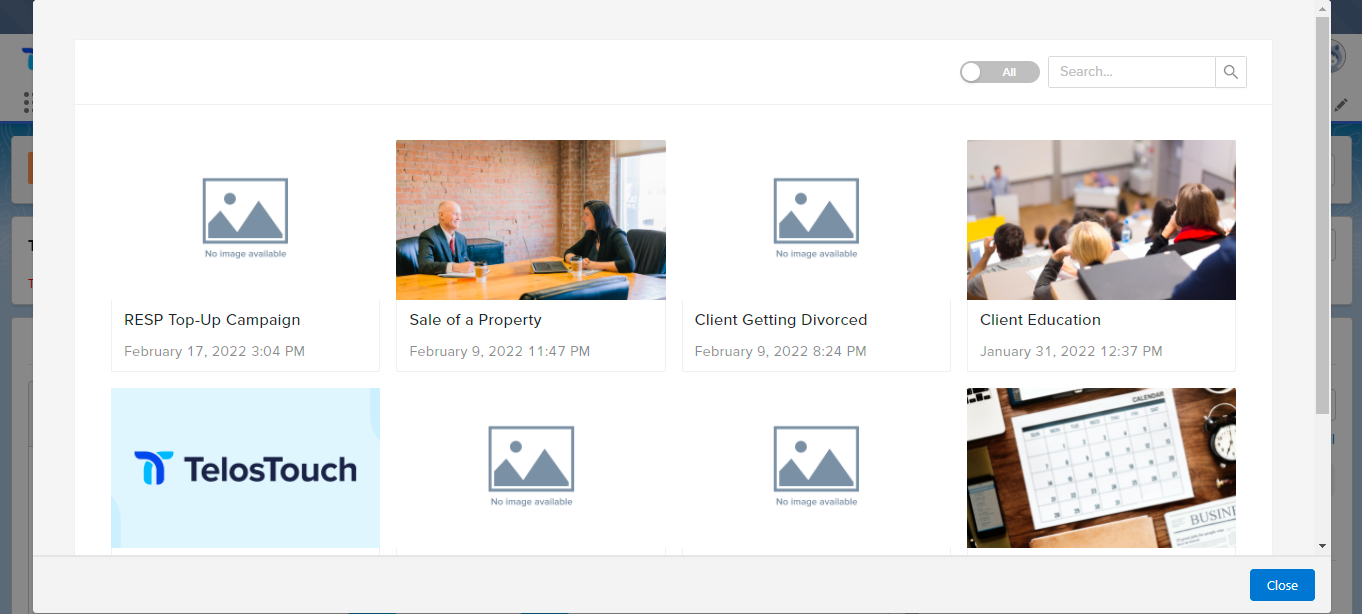 All
Search...
No image available
No image available
RESP Top-Up Campaign
February 17, 2022 3:04 PM
Sale of a Property
February 9, 2022 11:47 PM
Client Getting Divorced
February 9, 2022 8:24 PM
Client Education
January 31, 2022 12:37 PM
TelosTouch
No image available
No image available
CALENDAR
Close